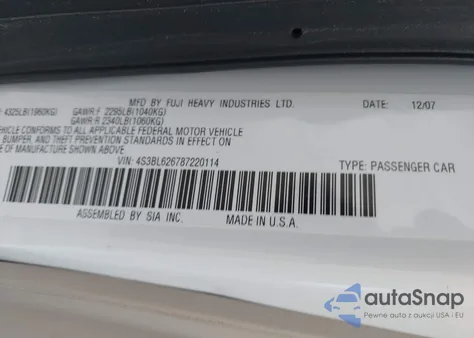 MFD BY FUJI HEAVY INDUSTRIES LTD. DATE: 12/07
: 4325LB(1960KG) GAWR:F 2295LB(1040KG)
GAWR:R 2340LB(1060KG)
VEHICLE CONFORMS TO ALL APPLICABLE FEDERAL MOTOR VEHICLE
BUMPER, AND THEFT PREVENTION STANDARDS IN EFFECT
OF MANUFACTURE SHOWN ABOVE.
VIN: 4S3BL626787220114 TYPE: PASSENGER CAR
ASSEMBLED BY SIA INC. MADE IN U.S.A.
autoSnap
Pewne auto z aukcji USA i EU